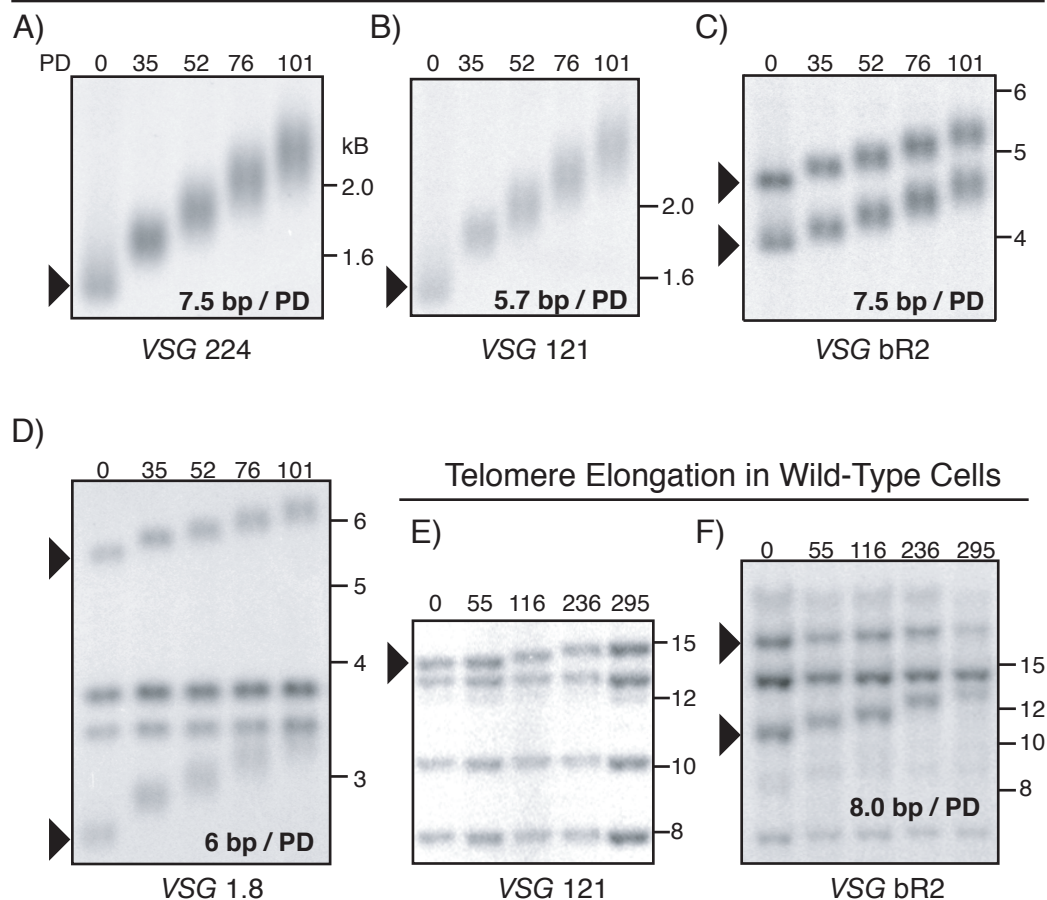 A)
B)
C)
PD 0 35 52 76 101
0 35 52 76 101
0 35 52 76 101
kB
2.0
1.6
7.5 bp / PD
2.0
1.6
5.7 bp / PD
6
5
4
7.5 bp / PD
VSG 224
VSG 121
VSG bR2
D)
0 35 52 76 101
6
5
4
3
6 bp / PD
VSG 1.8
Telomere Elongation in Wild-Type Cells
E)
0 55 116 236 295
15
12
10
8
VSG 121
F)
0 55 116 236 295
15
12
10
8
8.0 bp / PD
VSG bR2